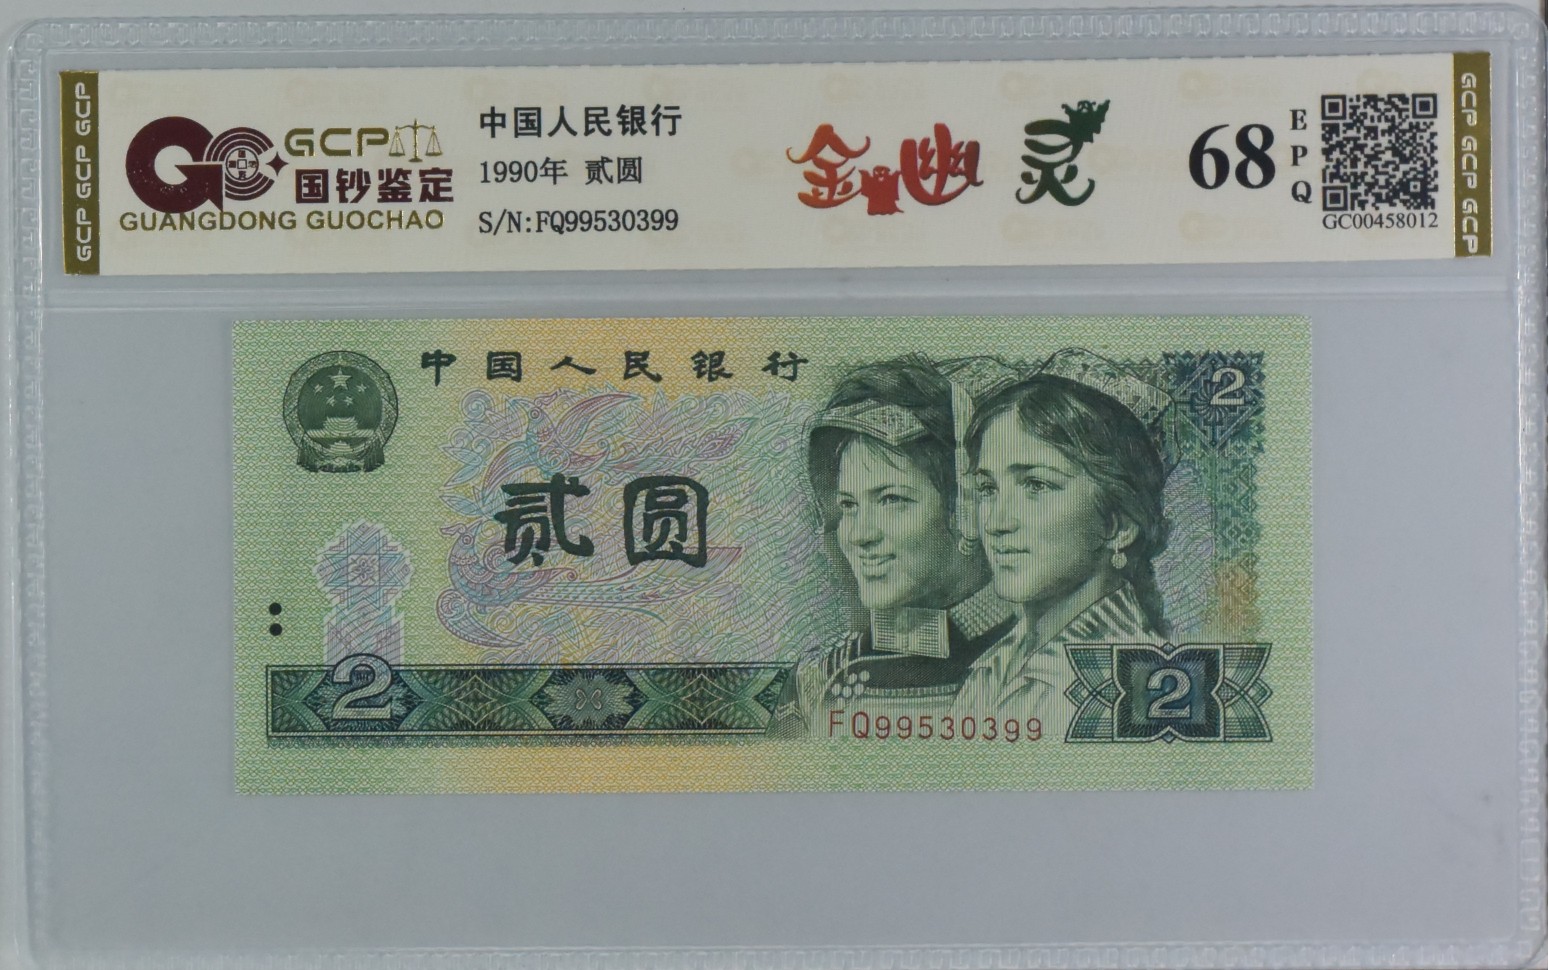 GCP GCP GCP
GCP
国钞鉴定
GUANGDONG GUOCHAO
中国人民银行
1990年 贰圆
S/N:FQ99530399
金幽灵
68
EPQ
GC00458012
GCP GCP GCP
中国人民银行
2
贰圆
2
FQ99530399
2